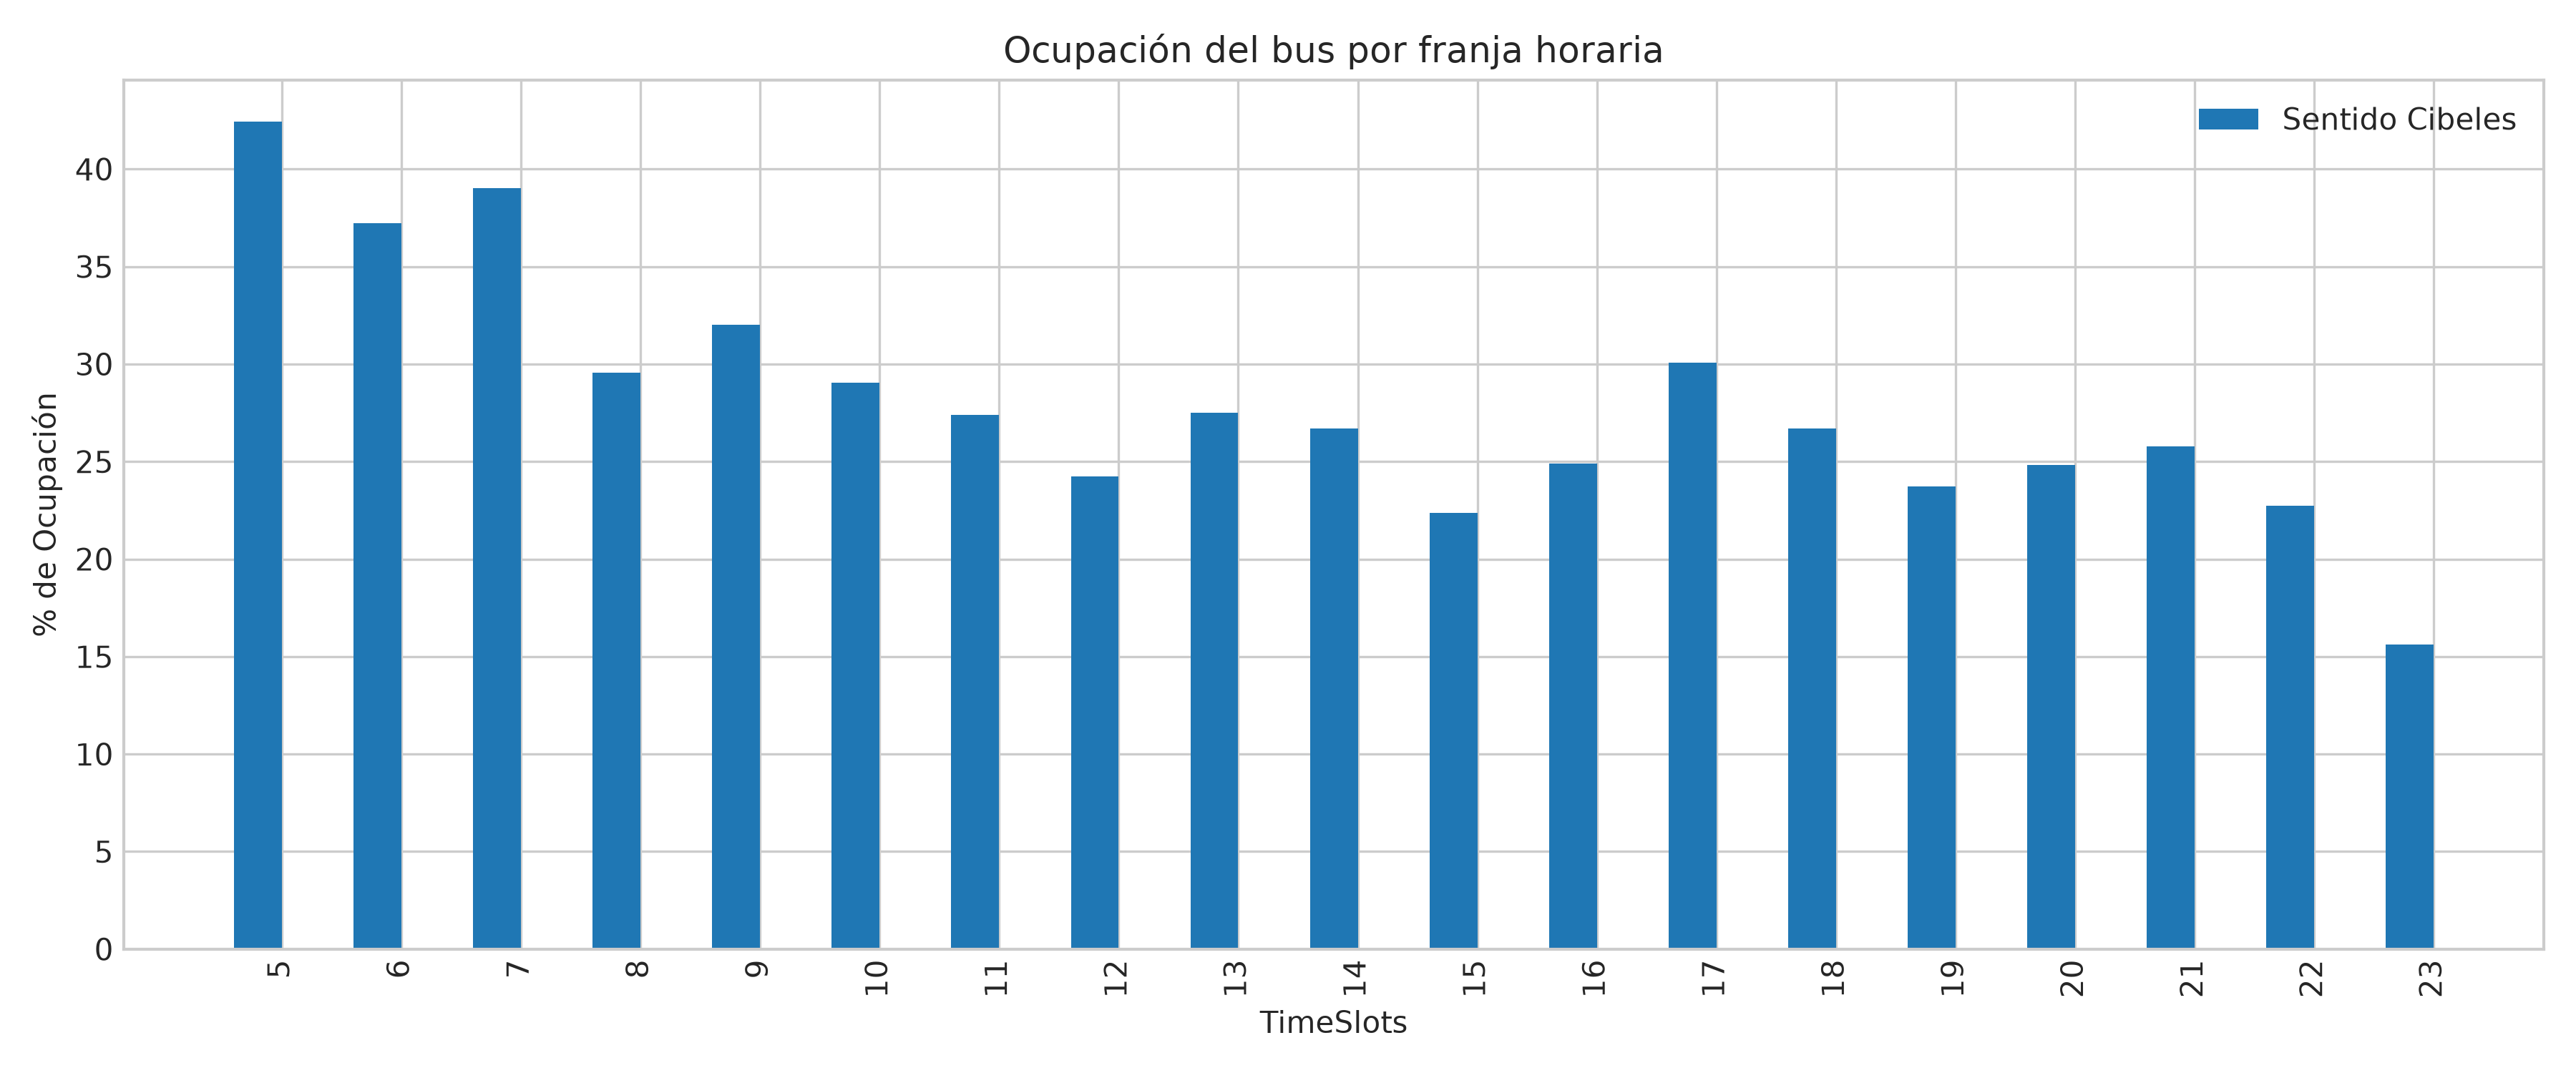 Ocupación del bus por franja horaria
Sentido Cibeles
% de Ocupación
40
35
30
25
20
15
10
5
0
5 6 7 8 9 10 11 12 13 14 15 16 17 18 19 20 21 22 23
TimeSlots